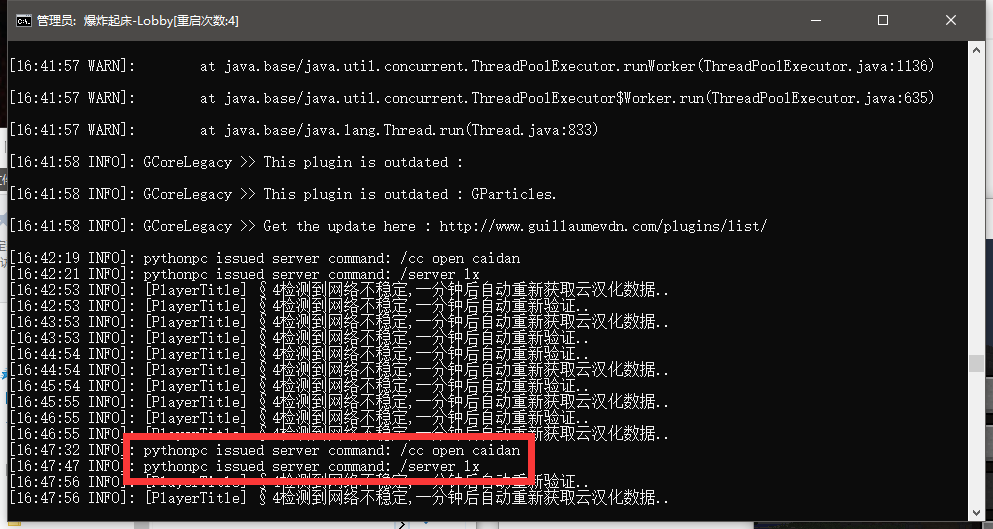 管理员: 爆炸起床-Lobby[重启次数:4]
[16:41:57 WARN]: at java.base/java.util.concurrent.ThreadPoolExecutor.runWorker(ThreadPoolExecutor.java:1136)
[16:41:57 WARN]: at java.base/java.util.concurrent.ThreadPoolExecutor$Worker.run(ThreadPoolExecutor.java:635)
[16:41:57 WARN]: at java.base/java.lang.Thread.run(Thread.java:833)
[16:41:58 INFO]: GCoreLegacy >> This plugin is outdated :
[16:41:58 INFO]: GCoreLegacy >> This plugin is outdated : GParticles.
[16:41:58 INFO]: GCoreLegacy >> Get the update here : http://www.guillaumevdn.com/plugins/list/
[16:42:19 INFO]: pythonpc issued server command: /cc open caidan
[16:42:21 INFO]: pythonpc issued server command: /server lx
[16:42:53 INFO]: [PlayerTitle] §4检测到网络不稳定,一分钟后自动重新获取云汉化数据..
[16:42:53 INFO]: [PlayerTitle] §4检测到网络不稳定,一分钟后自动重新验证..
[16:43:53 INFO]: [PlayerTitle] §4检测到网络不稳定,一分钟后自动重新获取云汉化数据..
[16:43:53 INFO]: [PlayerTitle] §4检测到网络不稳定,一分钟后自动重新验证..
[16:44:54 INFO]: [PlayerTitle] §4检测到网络不稳定,一分钟后自动重新验证..
[16:44:54 INFO]: [PlayerTitle] §4检测到网络不稳定,一分钟后自动重新获取云汉化数据..
[16:45:54 INFO]: [PlayerTitle] §4检测到网络不稳定,一分钟后自动重新验证..
[16:45:55 INFO]: [PlayerTitle] §4检测到网络不稳定,一分钟后自动重新获取云汉化数据..
[16:46:55 INFO]: [PlayerTitle] §4检测到网络不稳定,一分钟后自动重新验证..
[16:46:55 INFO]: [PlayerTitle] §4检测到网络不稳定,一分钟后自动重新获取云汉化数据..
[16:47:32 INFO]: pythonpc issued server command: /cc open caidan
[16:47:47 INFO]: pythonpc issued server command: /server lx
[16:47:56 INFO]: [PlayerTitle] §4检测到网络不稳定,一分钟后自动重新验证..
[16:47:56 INFO]: [PlayerTitle] §4检测到网络不稳定,一分钟后自动重新获取云汉化数据..